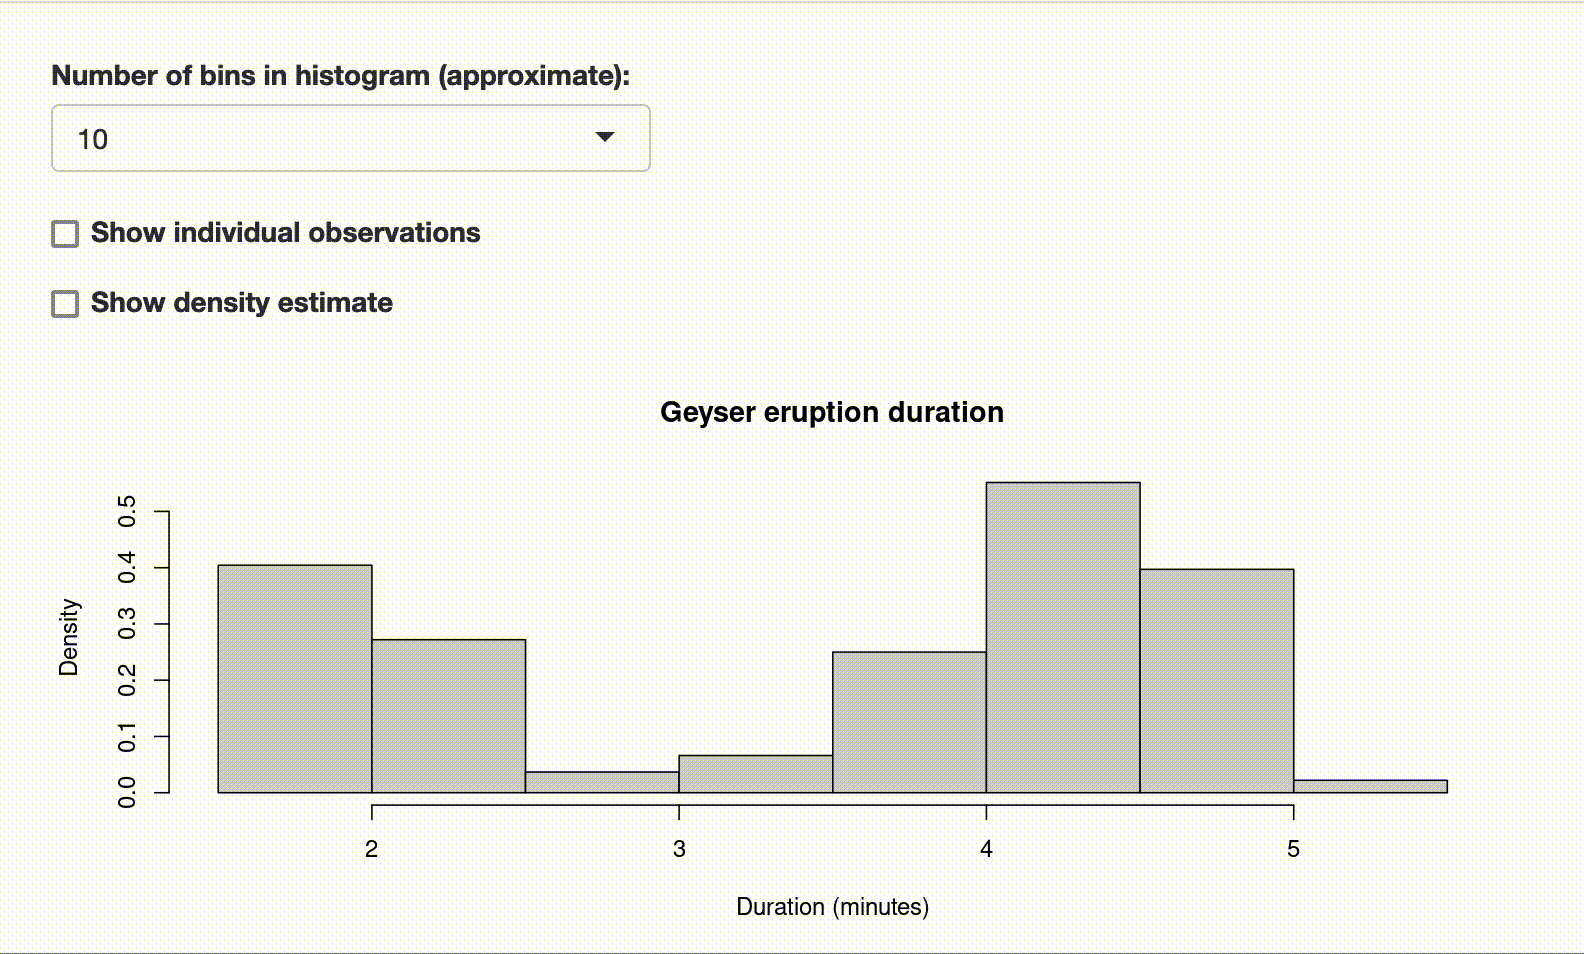 Number of bins in histogram (approximate):
10
Show individual observations
Show density estimate
Geyser eruption duration
0.5
0.4
0.3
0.2
0.1
0.0
Density
2 3 4 5
Duration (minutes)